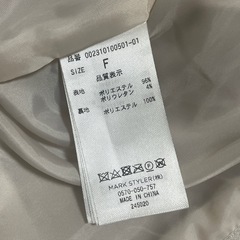 品番 002310100501-01
SIZE F
品質表示
表地 ポリエステル 96%
ポリウレタン 4%
裏地 ポリエステル 100%
MARK STYLER(株)
0570-050-757
MADE IN CHINA
245020